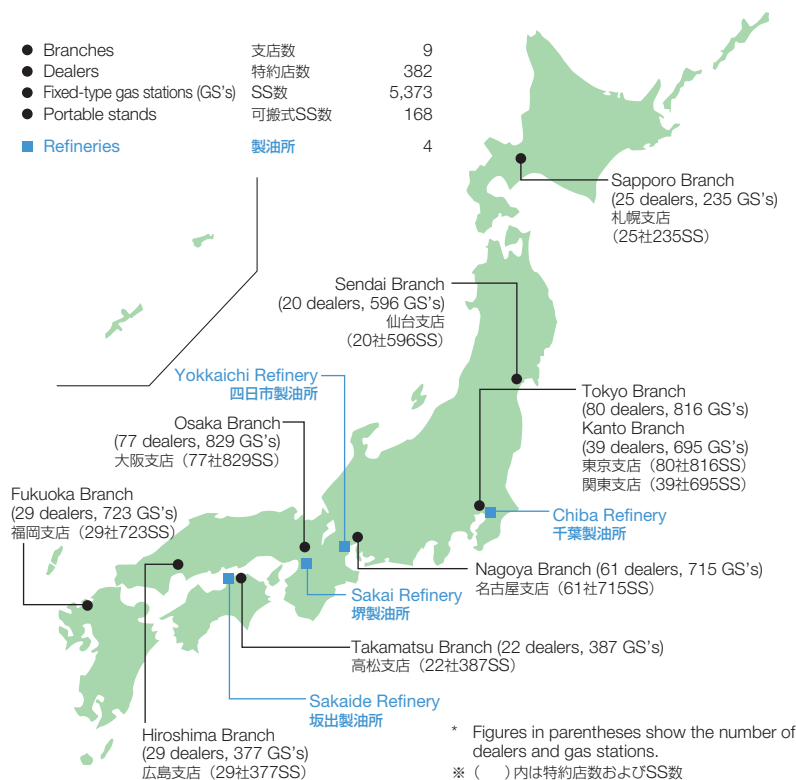 ● Branches 支店数 9
● Dealers 特約店数 382
● Fixed-type gas stations (GS's) SS数 5,373
● Portable stands 可搬式SS数 168
■ Refineries 製油所 4
Sapporo Branch
(25 dealers, 235 GS's)
札幌支店
（25社235SS）
Sendai Branch
(20 dealers, 596 GS's)
仙台支店
（20社596SS）
Yokkaichi Refinery
四日市製油所
Tokyo Branch
(80 dealers, 816 GS's)
Kanto Branch
(39 dealers, 695 GS's)
東京支店（80社816SS）
関東支店（39社695SS）
Osaka Branch
(77 dealers, 829 GS's)
大阪支店（77社829SS）
Fukuoka Branch
(29 dealers, 723 GS's)
福岡支店（29社723SS）
Chiba Refinery
千葉製油所
Nagoya Branch (61 dealers, 715 GS's)
名古屋支店（61社715SS）
Sakai Refinery
堺製油所
Takamatsu Branch (22 dealers, 387 GS's)
高松支店（22社387SS）
Sakaide Refinery
坂出製油所
Hiroshima Branch
(29 dealers, 377 GS's)
広島支店（29社377SS）
* Figures in parentheses show the number of
dealers and gas stations.
※（　）内は特約店数およびSS数